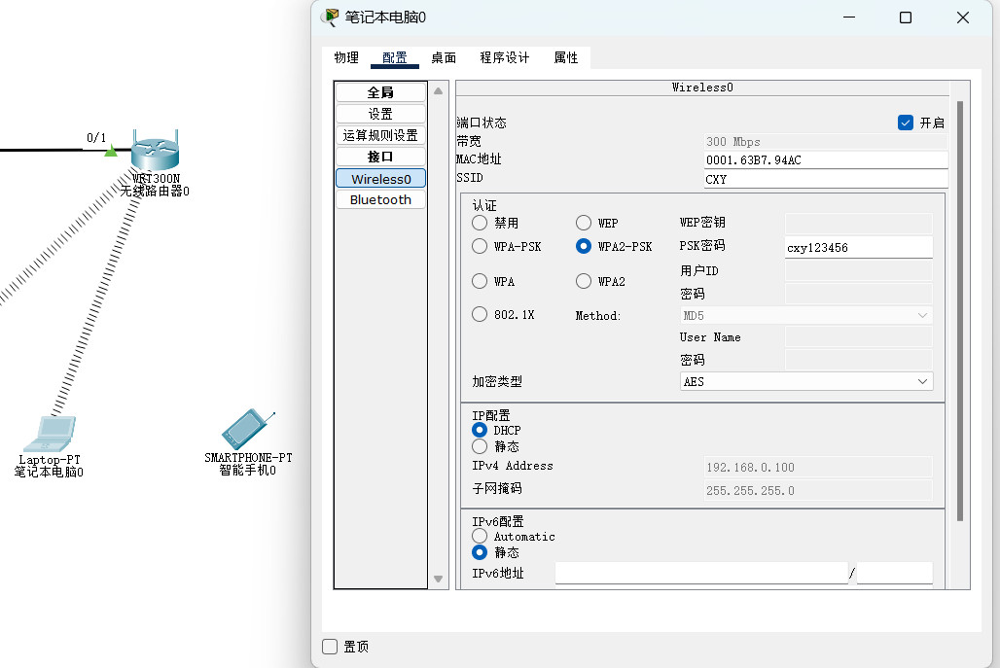 笔记本电脑0
物理 配置 桌面 程序设计 属性
全局
设置
运算规则设置
接口
Wireless0
Bluetooth
Wireless0
端口状态 开启
带宽 300 Mbps
MAC地址 0001.63B7.94AC
SSID CXY
认证
禁用 WEP WEP密钥
WPA-PSK WPA2-PSK PSK密码 cxy123456
用户ID
WPA WPA2
密码
802.1X Method: MD5
User Name
密码
加密类型 AES
IP配置
DHCP
静态
IPv4 Address 192.168.0.100
子网掩码 255.255.255.0
IPv6配置
Automatic
静态
IPv6地址 /
置顶
0/1
WRT300N
无线路由器0
Laptop-PT
笔记本电脑0
SMARTPHONE-PT
智能手机0